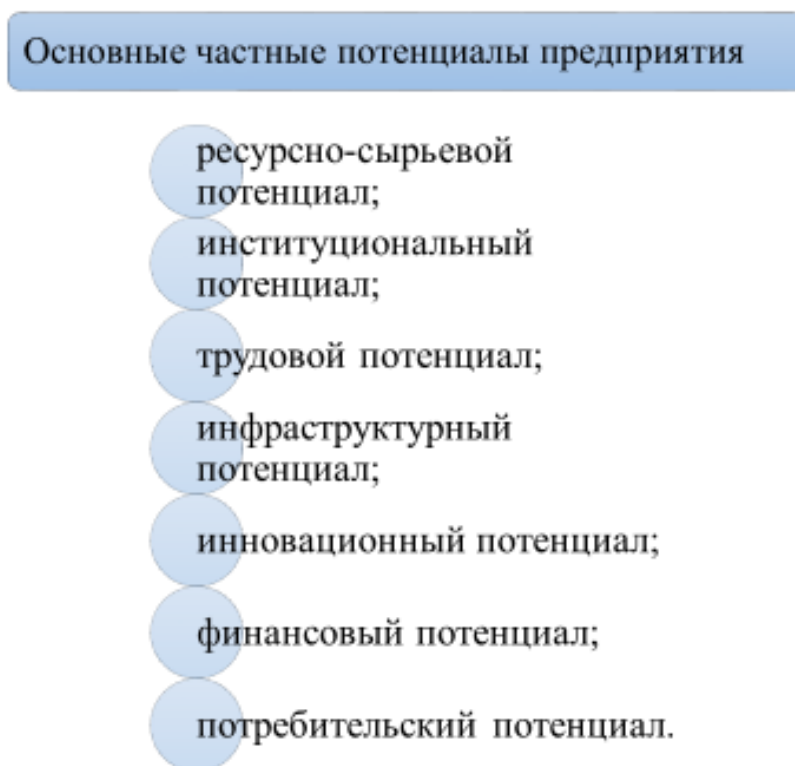 Основные частные потенциалы предприятия
ресурсно-сырьевой
потенциал;
институциональный
потенциал;
трудовой потенциал;
инфраструктурный
потенциал;
инновационный потенциал;
финансовый потенциал;
потребительский потенциал.